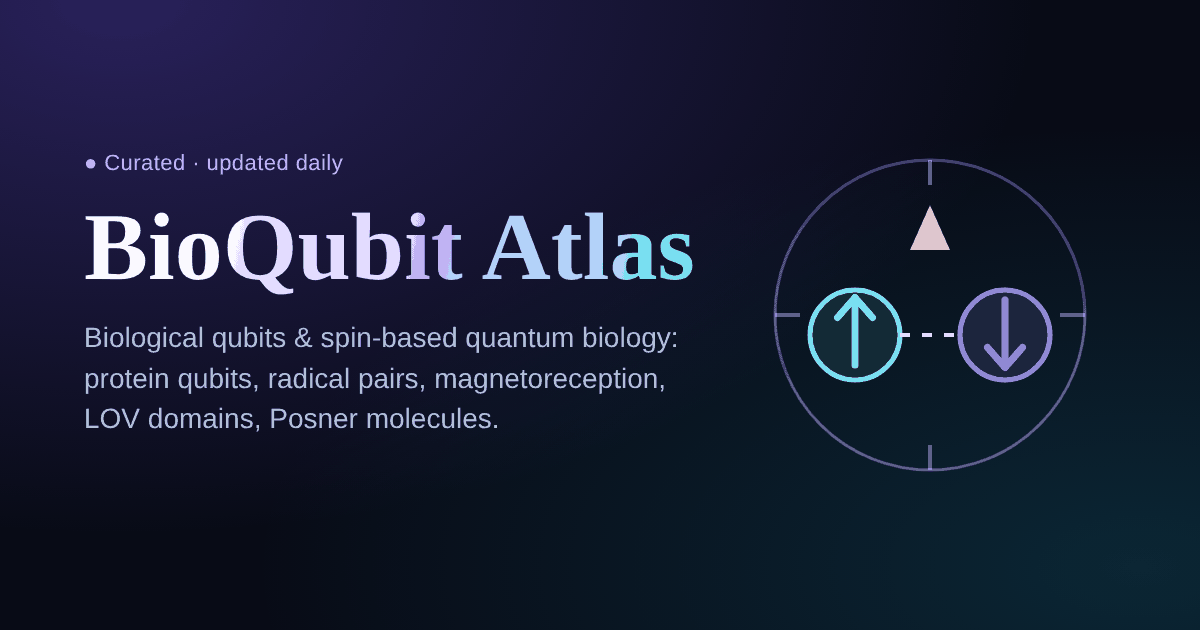 ● Curated · updated daily
BioQubit Atlas
Biological qubits & spin-based quantum biology:
protein qubits, radical pairs, magnetoreception,
LOV domains, Posner molecules.